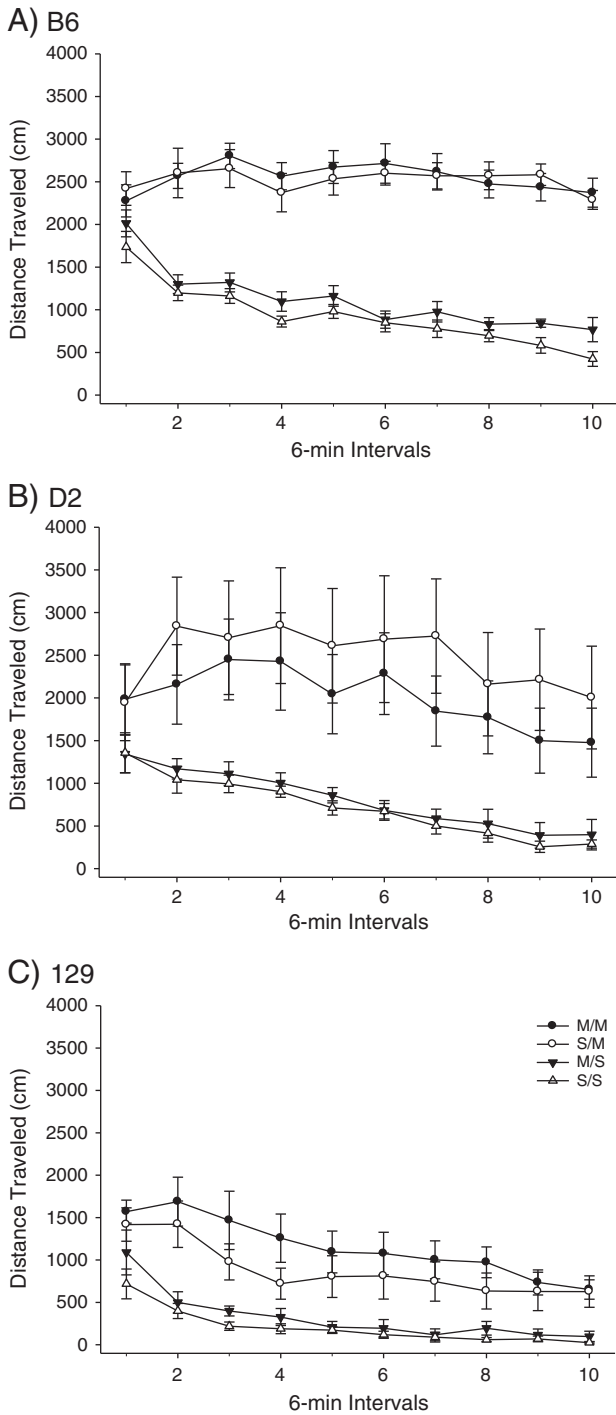 A) B6
4000
3500
3000
2500
2000
1500
1000
500
0
Distance Traveled (cm)
2 4 6 8 10
6-min Intervals
B) D2
4000
3500
3000
2500
2000
1500
1000
500
0
Distance Traveled (cm)
2 4 6 8 10
6-min Intervals
C) 129
4000
3500
3000
2500
2000
1500
1000
500
0
Distance Traveled (cm)
M/M
S/M
M/S
S/S
2 4 6 8 10
6-min Intervals